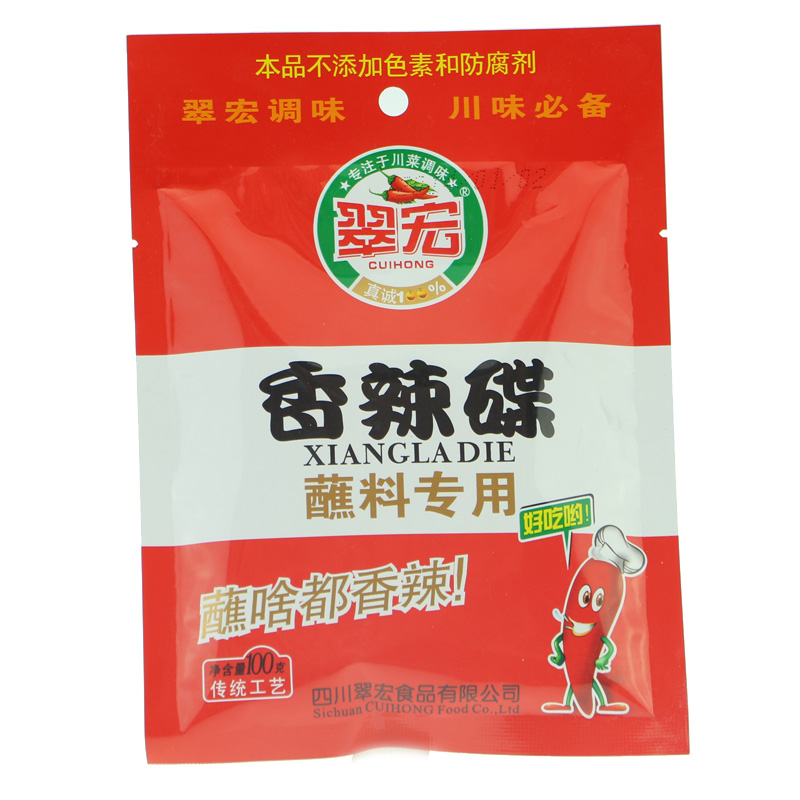 本品不添加色素和防腐剂
翠宏调味 川味必备
★专注于川菜调味★
翠宏®
CUIHONG
真诚100%
香辣碟
XIANGLADIE
蘸料专用
好吃哟!
蘸啥都香辣!
净含量100克
传统工艺
四川翠宏食品有限公司
Sichuan CUIHONG Food Co.,Ltd